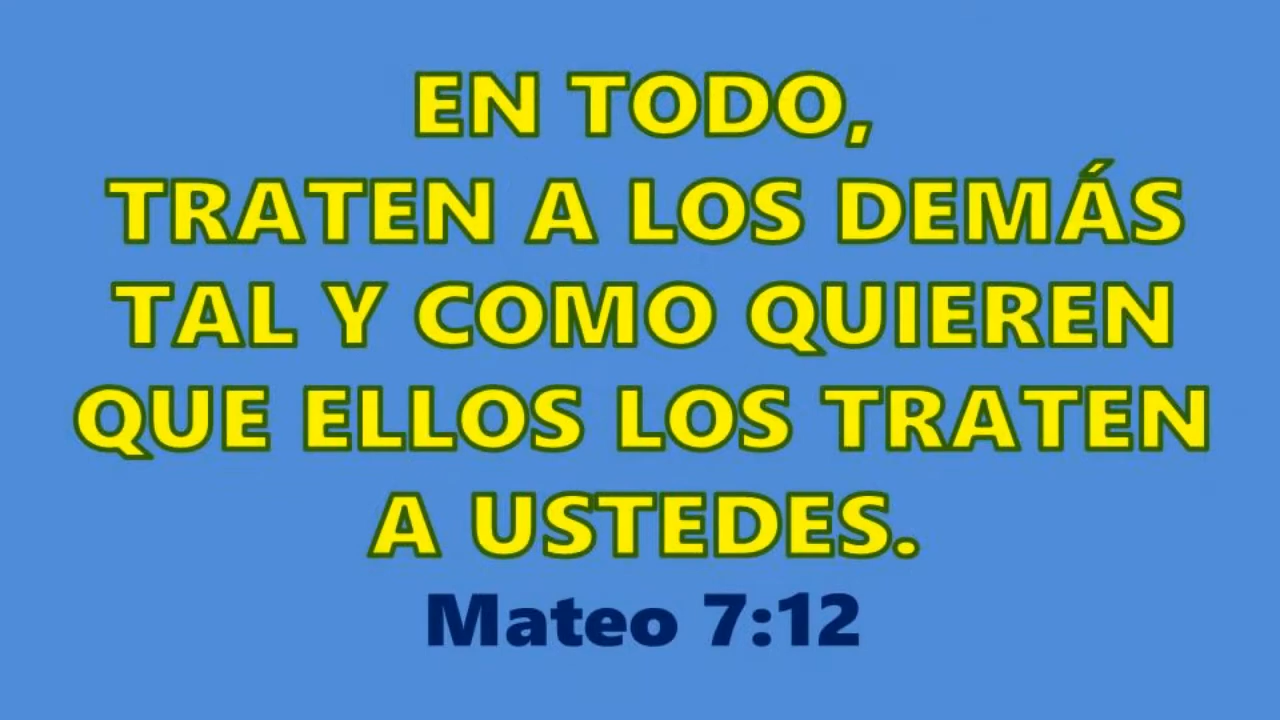 EN TODO,
TRATEN A LOS DEMÁS
TAL Y COMO QUIEREN
QUE ELLOS LOS TRATEN
A USTEDES.
Mateo 7:12